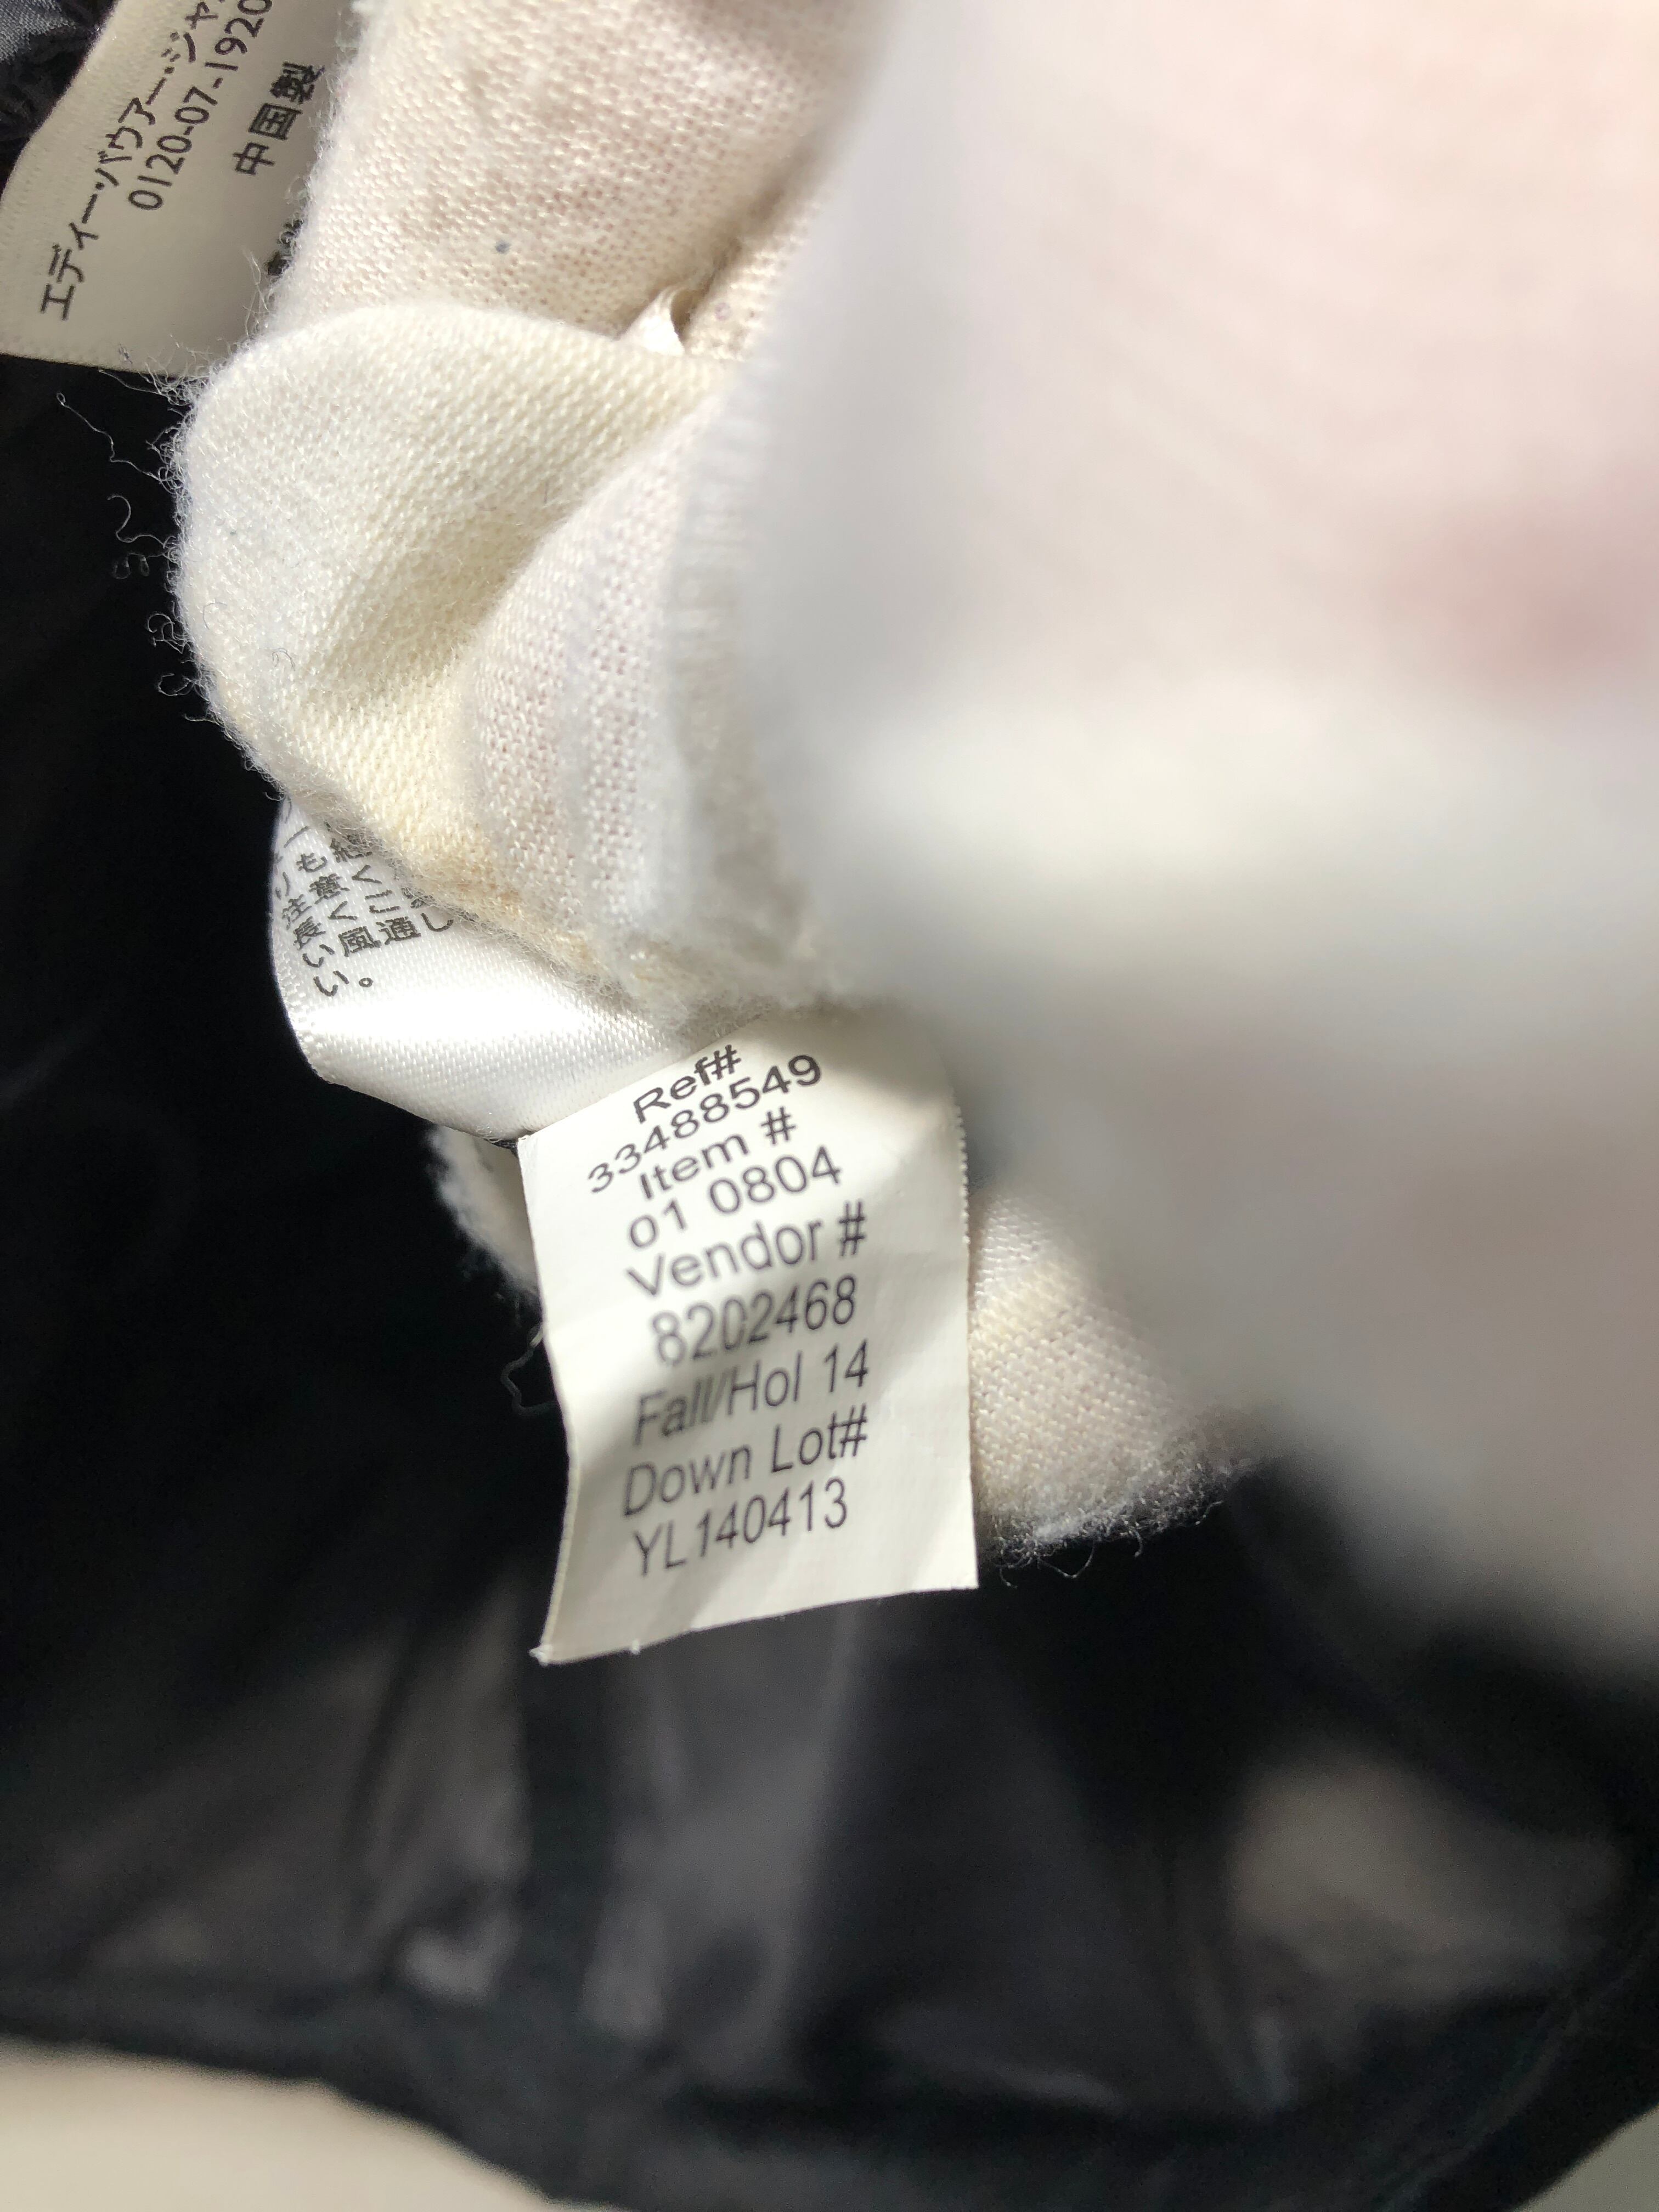 エディー・バウアー・ジャ
0120-07-1920
中国製
りも
注意く
長く
い風通し
い。
Ref#
33488549
Item #
01 0804
Vendor #
8202468
Fall/Hol 14
Down Lot#
YL140413